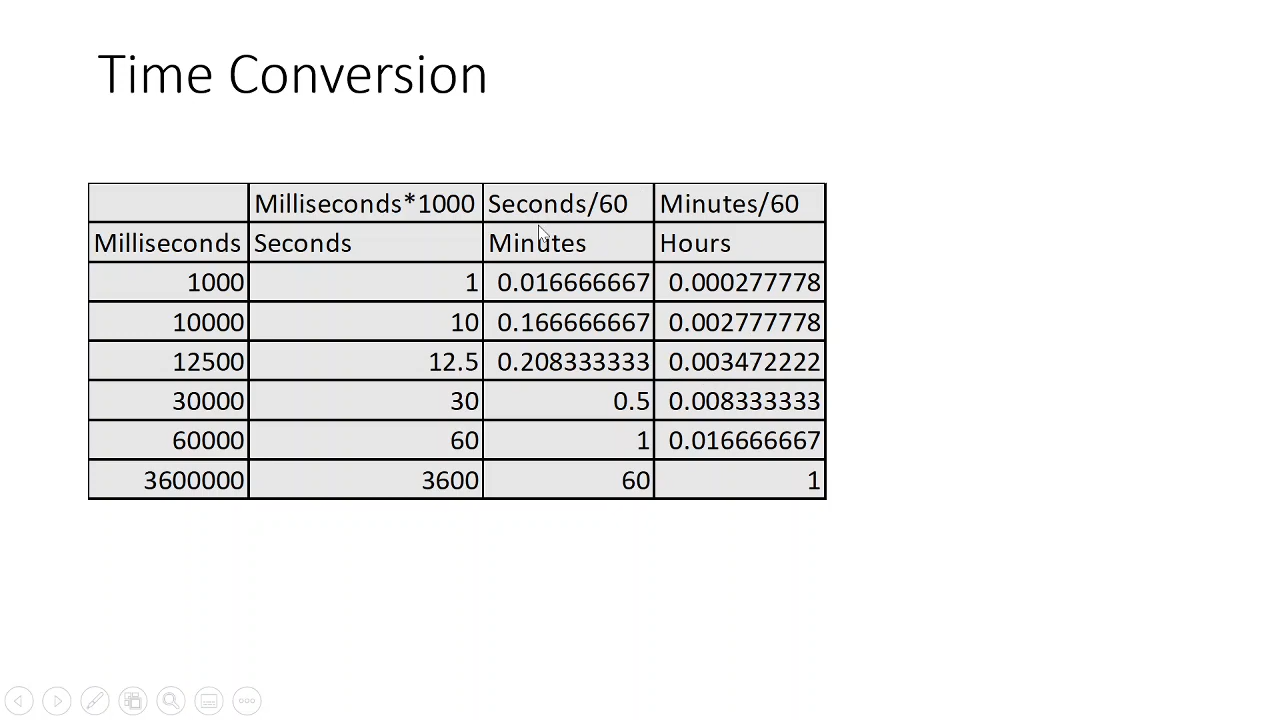 Time Conversion
Milliseconds*1000 Seconds/60 Minutes/60
Milliseconds Seconds Minutes Hours
1000 1 0.016666667 0.000277778
10000 10 0.166666667 0.002777778
12500 12.5 0.208333333 0.003472222
30000 30 0.5 0.008333333
60000 60 1 0.016666667
3600000 3600 60 1